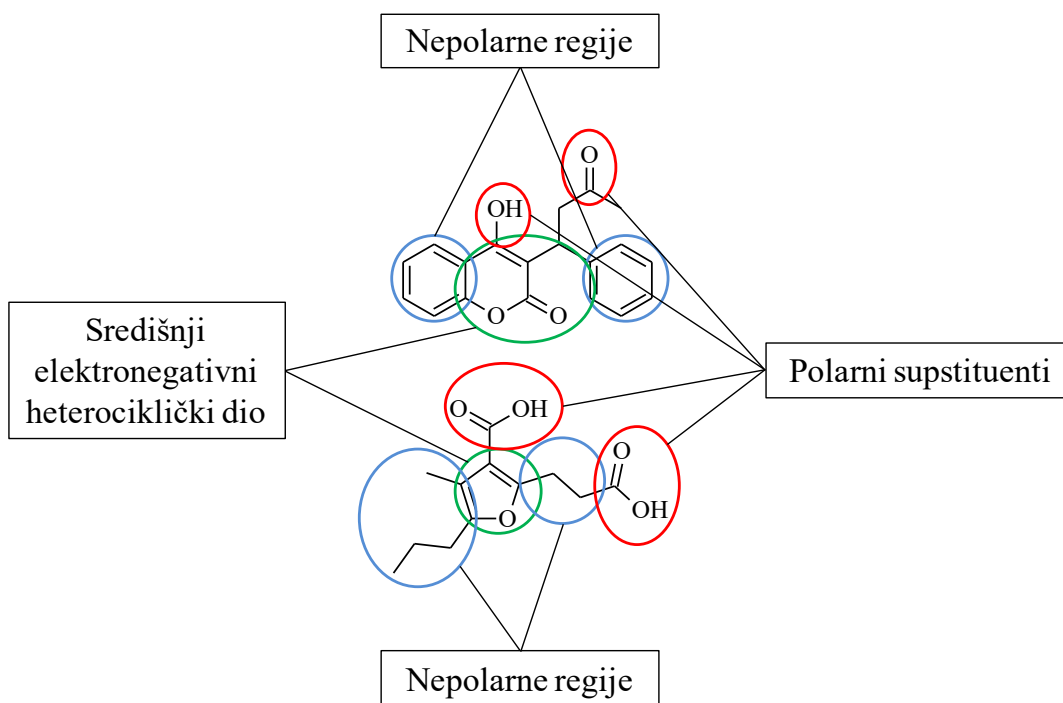 Nepolarne regije
O
OH
O
O
Središnji
elektronegativni
heterociklički dio
Polarni supstituenti
O
OH
O
O
OH
Nepolarne regije